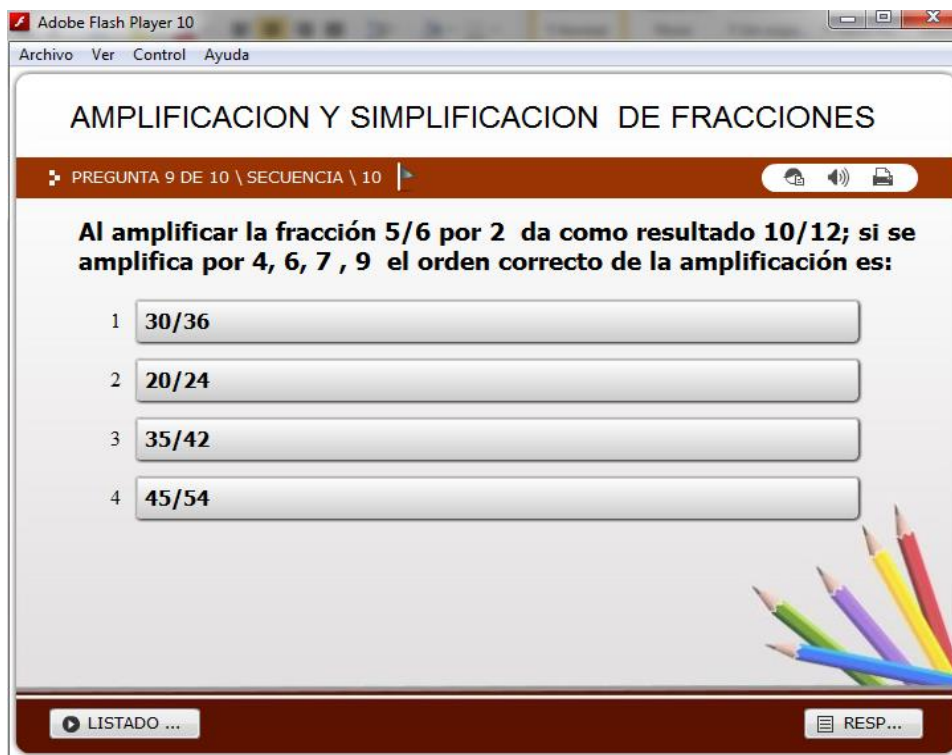 Adobe Flash Player 10
Archivo Ver Control Ayuda
AMPLIFICACION Y SIMPLIFICACION DE FRACCIONES
PREGUNTA 9 DE 10 \ SECUENCIA \ 10
Al amplificar la fracción 5/6 por 2 da como resultado 10/12; si se
amplifica por 4, 6, 7 , 9 el orden correcto de la amplificación es:
1 30/36
2 20/24
3 35/42
4 45/54
LISTADO ... RESP...